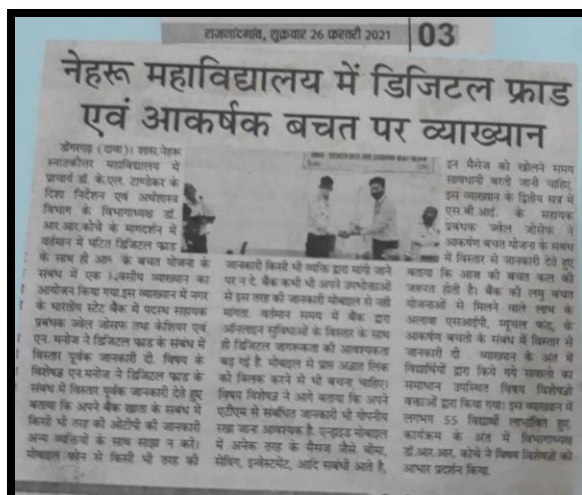 राजनांदगांव, शुक्रवार 26 फरवरी 2021
03
नेहरू महाविद्यालय में डिजिटल फ्राड
एवं आकर्षक बचत पर व्याख्यान
डोंगरगढ़ (दावा)। शास. नेहरू
स्नातकोत्तर महाविद्यालय में
प्राचार्य डॉ. के.एल. टाण्डेकर के
दिशा निर्देशन एवं अर्थशास्त्र
विभाग के विभागाध्यक्ष डॉ.
आर.आर.कोचे के मागदर्शन में
वर्तमान में घटित डिजिटल फ्राड
के साथ ही के बचत योजना के
संबंध में एक व्याख्यान का
आयोजन किया गया.इस व्याख्यान में नगर
के भारतीय स्टेट बैंक में पदस्थ सहायक
प्रबंधक ज्वेल जोसफ तथा केशियर एवं
एन. मनोज ने डिजिटल फ्राड के संबंध में
विस्तार पूर्वक जानकारी दी. विषय के
विशेषज्ञ एन.मनोज ने डिजिटल फ्राड के
संबंध में विस्तार पूर्वक जानकारी देते हुए
बताया कि अपने बैंक खाता के सबंध में
किसी भी तरह की ओटीपी की जानकारी
अन्य व्यक्तियों के साथ साझा न करे।
मोबाइल फोन से किसी भी तरह की
जानकारी किसी भी व्यक्ति द्वारा मांगी जाने
पर न दे. बैंक कभी भी अपने उपभोक्ताओं
से इस तरह की जानकारी मोबाइल से नही
मांगता. वर्तमान समय में बैंक द्वारा
ऑनलाइन सुविधाओं के विस्तार के साथ
ही डिजिटल जागरूकता की आवश्यकता
बढ़ गई है. मोबाइल से प्राप्त अज्ञात लिंक
को क्लिक करने से भी बचना चाहिए।
विषय विशेषज्ञ ने आगे बताया कि अपने
एटीएम से संबंधित जानकारी भी गोपनीय
रखा जाना आवश्यक है. एन्ड्राइड मोबाइल
में अनेक तरह के मैसज जैसे बीमा,
सेविंग, इन्वेस्टमेंट, आदि सबंधी आते है,
इन मैसेज को खोलने समय
सावधानी बरती जानी चाहिए.
इस व्याख्यान के द्वितीय सत्र में
एस.बी.आई. के सहायक
प्रबंधक ज्वेल जोसेफ ने
आकर्षण बचत योजना के सबंध
में विस्तार से जानकारी देते हुए
बताया कि आज की बचत कल की
जरूरत होती है। बैंक की लघु बचत
योजनाओं से मिलने वाले लाभ के
अलावा एसआईपी, म्यूचल फंड, के
आकर्षण बचतो के संबंध में विस्तार से
जानकारी दी . व्याख्यान के अंत में
विद्यार्थियों द्वारा किये गये सवालो का
समाधान उपस्थित विषय विशेषज्ञो
वक्ताओं द्वारा किया गया। इस व्याख्यान में
लगभग 55 विद्यार्थी लाभांवित हुए.
कार्यक्रम के अंत में विभागाध्यक्ष
डॉ.आर.आर. कोचे ने विषय विशेषज्ञो का
आभार प्रदर्शन किया.